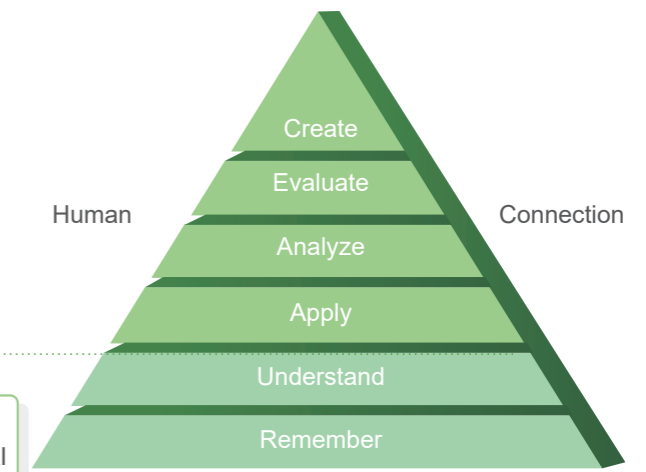 Create
Evaluate
Human
Connection
Analyze
Apply
Understand
Remember